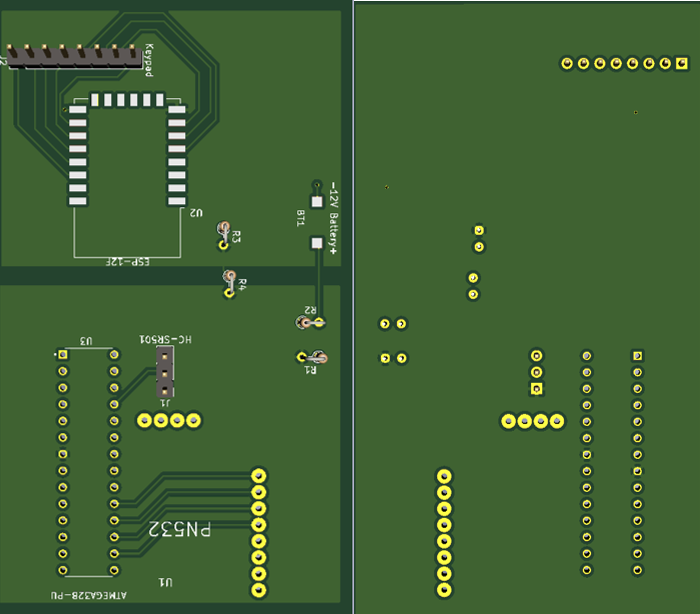 Keypad
J2
U2
ESP-12F
-12V Battery+
BT1
R3
R4
R2
R1
U3
HC-SR501
J1
PN532
U1
ATMEGA328-PU